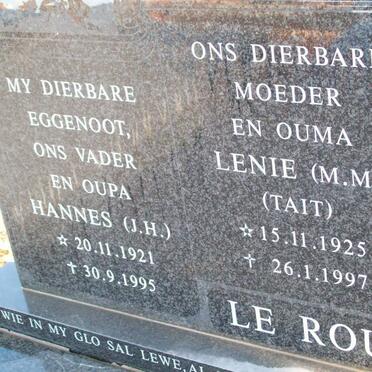 MY DIERBARE
EGGENOOT,
ONS VADER
EN OUPA
HANNES (J.H.)
☆ 20.11.1921
✝ 30.9.1995
ONS DIERBARE
MOEDER
EN OUMA
LENIE (M.M
(TAIT)
☆ 15.11.1925
✝ 26.1.1997
LE ROU
WIE IN MY GLO SAL LEWE, AL